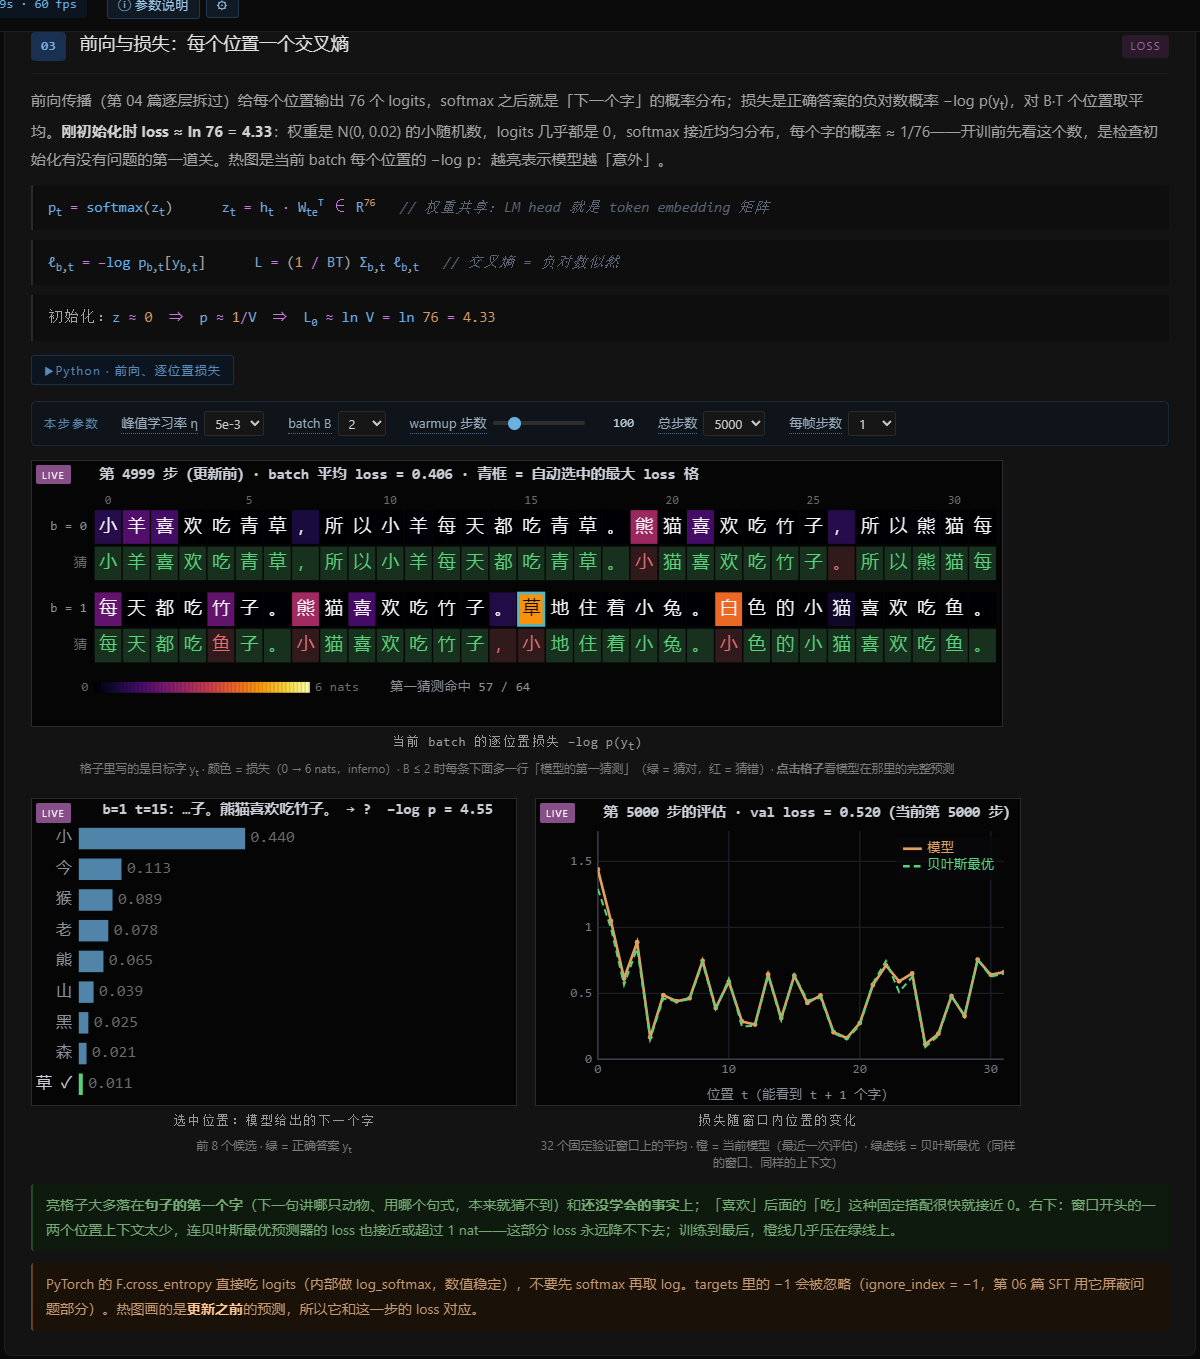 9s · 60 fps ⓘ 参数说明 ⚙
03 前向与损失：每个位置一个交叉熵 LOSS
前向传播（第 04 篇逐层拆过）给每个位置输出 76 个 logits，softmax 之后就是「下一个字」的概率分布；损失是正确答案的负对数概率 −log p(yt)，对 B·T 个位置取平
均。刚初始化时 loss ≈ ln 76 = 4.33：权重是 N(0, 0.02) 的小随机数，logits 几乎都是 0，softmax 接近均匀分布，每个字的概率 ≈ 1/76——开训前先看这个数，是检查初
始化有没有问题的第一道关。热图是当前 batch 每个位置的 −log p：越亮表示模型越「意外」。
pt = softmax(zt) zt = ht · WteT ∈ R76 // 权重共享：LM head 就是 token embedding 矩阵
ℓb,t = −log pb,t[yb,t] L = (1 / BT) Σb,t ℓb,t // 交叉熵 = 负对数似然
初始化：z ≈ 0 ⇒ p ≈ 1/V ⇒ L0 ≈ ln V = ln 76 = 4.33
▶Python · 前向、逐位置损失
本步参数 峰值学习率 η 5e-3 batch B 2 warmup 步数 100 总步数 5000 每帧步数 1
LIVE 第 4999 步 (更新前) · batch 平均 loss = 0.406 · 青框 = 自动选中的最大 loss 格
0 5 10 15 20 25 30
b = 0 小羊喜欢吃青草，所以小羊每天都吃青草。熊猫喜欢吃竹子，所以熊猫每
猜 小羊喜欢吃青草，所以小羊每天都吃青草。小猫喜欢吃竹子。所以熊猫每
b = 1 每天都吃竹子。熊猫喜欢吃竹子。草地住着小兔。白色的小猫喜欢吃鱼。
猜 每天都吃鱼子。小猫喜欢吃竹子，小地住着小兔。小色的小猫喜欢吃鱼。
0 6 nats 第一猜测命中 57 / 64
当前 batch 的逐位置损失 −log p(yt)
格子里写的是目标字 yt · 颜色 = 损失（0 → 6 nats，inferno）· B ≤ 2 时每条下面多一行「模型的第一猜测」（绿 = 猜对，红 = 猜错）· 点击格子看模型在那里的完整预测
LIVE b=1 t=15: …子。熊猫喜欢吃竹子。 → ? −log p = 4.55
小 0.440
今 0.113
猴 0.089
老 0.078
熊 0.065
山 0.039
黑 0.025
森 0.021
草 ✓ 0.011
选中位置：模型给出的下一个字
前 8 个候选 · 绿 = 正确答案 yt
LIVE 第 5000 步的评估 · val loss = 0.520 (当前第 5000 步)
模型
贝叶斯最优
1.5
1
0.5
0
0 10 20 30
位置 t (能看到 t + 1 个字)
损失随窗口内位置的变化
32 个固定验证窗口上的平均 · 橙 = 当前模型（最近一次评估）· 绿虚线 = 贝叶斯最优（同样
的窗口、同样的上下文）
亮格子大多落在句子的第一个字（下一句讲哪只动物、用哪个句式，本来就猜不到）和还没学会的事实上；「喜欢」后面的「吃」这种固定搭配很快就接近 0。右下：窗口开头的一
两个位置上下文太少，连贝叶斯最优预测器的 loss 也接近或超过 1 nat——这部分 loss 永远降不下去；训练到最后，橙线几乎压在绿线上。
PyTorch 的 F.cross_entropy 直接吃 logits（内部做 log_softmax，数值稳定），不要先 softmax 再取 log。targets 里的 −1 会被忽略（ignore_index = −1，第 06 篇 SFT 用它屏蔽问
题部分）。热图画的是更新之前的预测，所以它和这一步的 loss 对应。